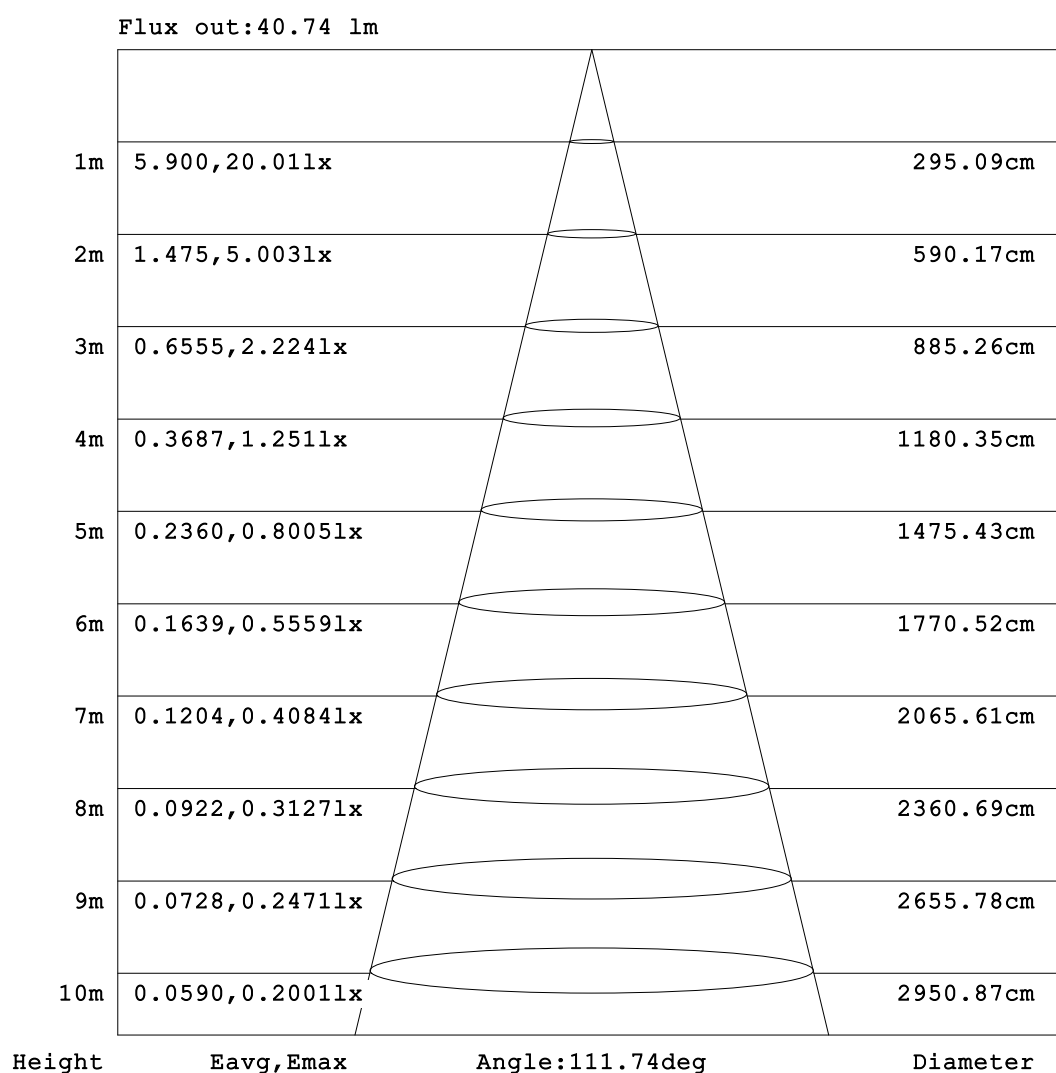 Flux out:40.74 lm
1m 5.900,20.01lx 295.09cm
2m 1.475,5.003lx 590.17cm
3m 0.6555,2.224lx 885.26cm
4m 0.3687,1.251lx 1180.35cm
5m 0.2360,0.8005lx 1475.43cm
6m 0.1639,0.5559lx 1770.52cm
7m 0.1204,0.4084lx 2065.61cm
8m 0.0922,0.3127lx 2360.69cm
9m 0.0728,0.2471lx 2655.78cm
10m 0.0590,0.2001lx 2950.87cm
Height Eavg,Emax Angle:111.74deg Diameter